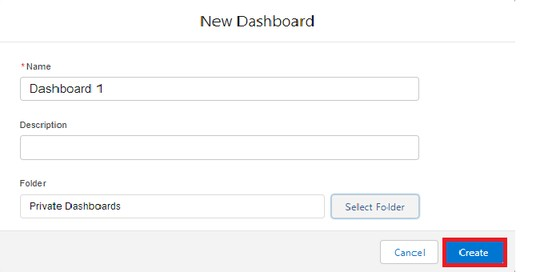 New Dashboard
*Name
Dashboard 1
Description
Folder
Private Dashboards
Select Folder
Cancel
Create